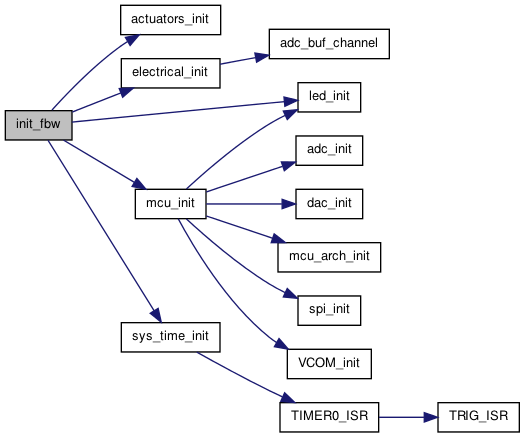 actuators_init
electrical_init
adc_buf_channel
init_fbw
led_init
adc_init
mcu_init
dac_init
mcu_arch_init
spi_init
sys_time_init
VCOM_init
TIMER0_ISR
TRIG_ISR